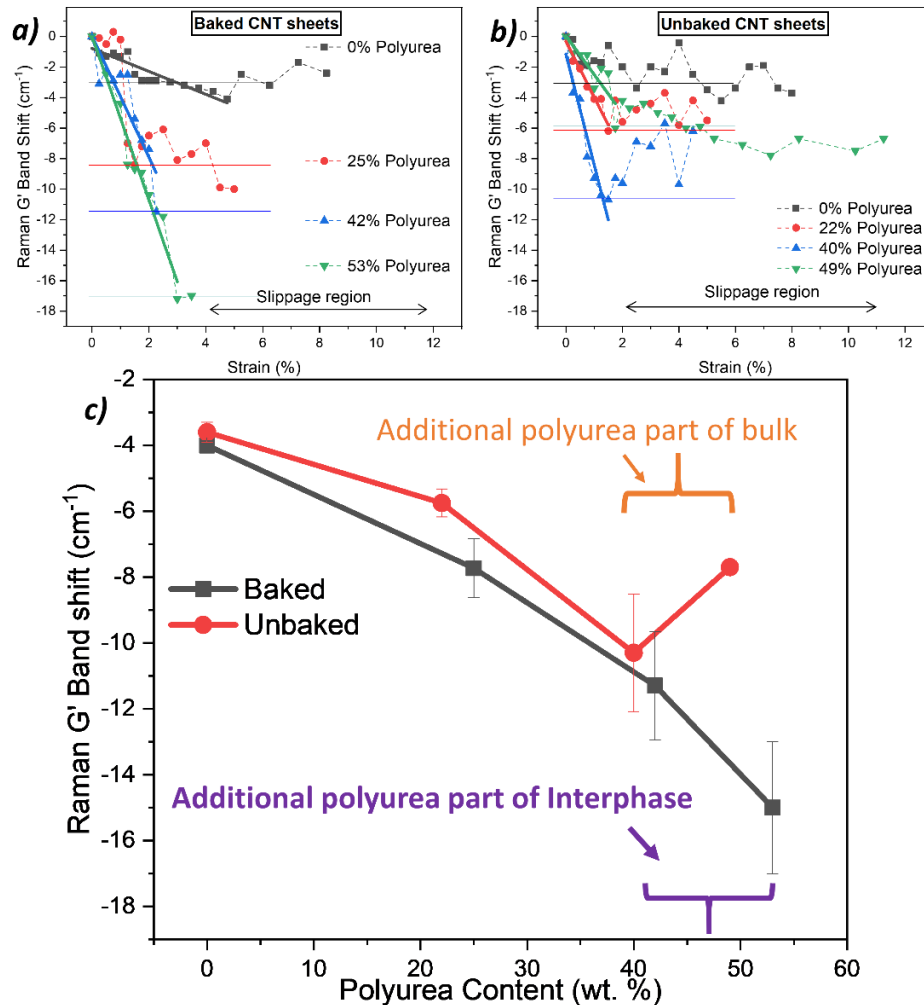 a)
Baked CNT sheets
0
-2
-4
-6
-8
-10
-12
-14
-16
-18
Raman G' Band Shift (cm-1)
0% Polyurea
25% Polyurea
42% Polyurea
53% Polyurea
Slippage region
0 2 4 6 8 10 12
Strain (%)
b)
Unbaked CNT sheets
0
-2
-4
-6
-8
-10
-12
-14
-16
-18
Raman G' Band Shift (cm-1)
0% Polyurea
22% Polyurea
40% Polyurea
49% Polyurea
Slippage region
0 2 4 6 8 10 12
Strain (%)
c)
-2
-4
-6
-8
-10
-12
-14
-16
-18
Raman G' Band shift (cm-1)
Additional polyurea part of bulk
Baked
Unbaked
Additional polyurea part of Interphase
0 10 20 30 40 50 60
Polyurea Content (wt. %)